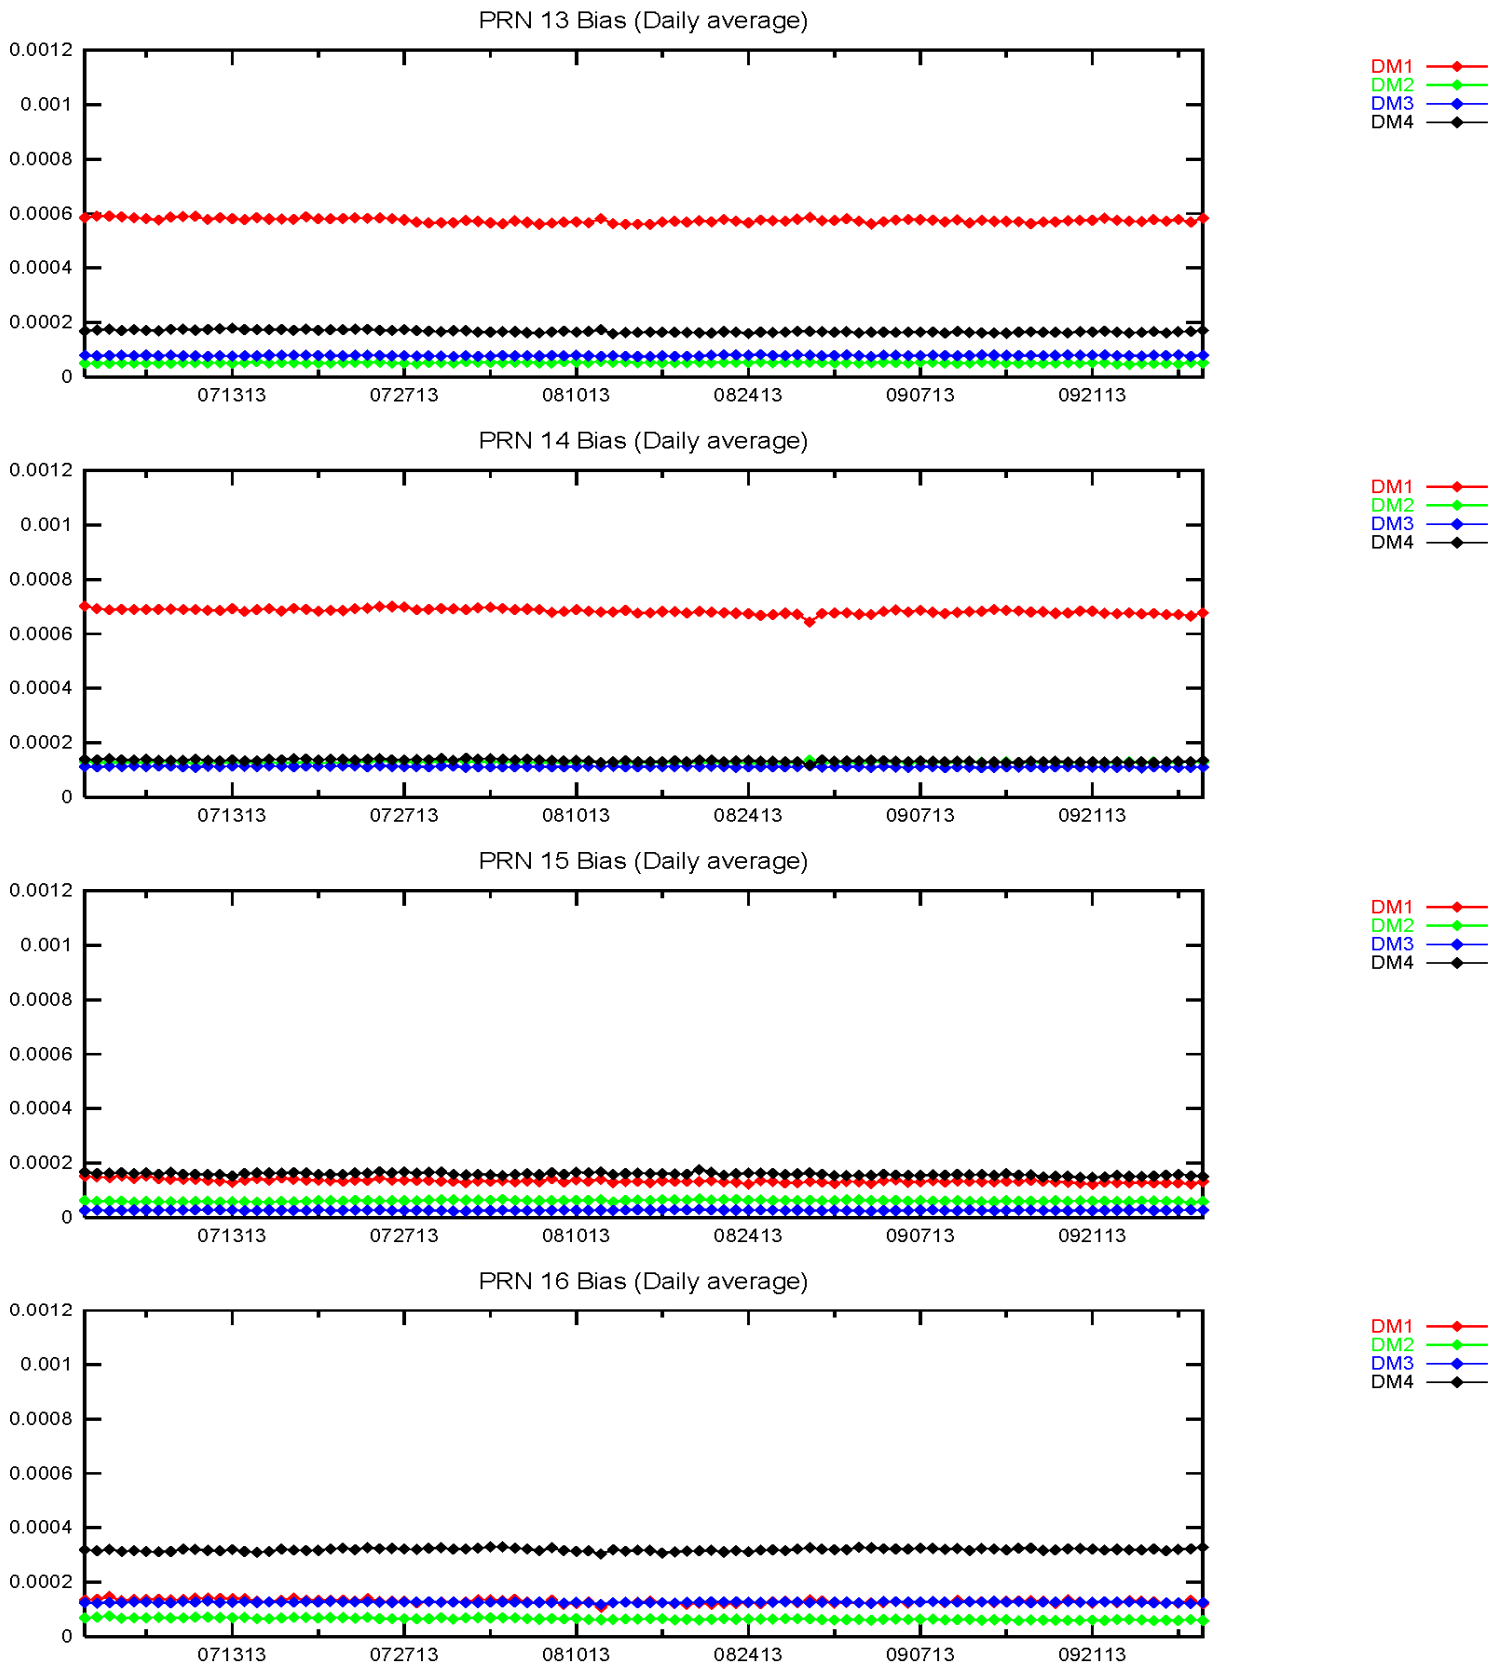 PRN 13 Bias (Daily average)
0.0012
0.001
0.0008
0.0006
0.0004
0.0002
0
071313 072713 081013 082413 090713 092113
DM1
DM2
DM3
DM4
PRN 14 Bias (Daily average)
0.0012
0.001
0.0008
0.0006
0.0004
0.0002
0
071313 072713 081013 082413 090713 092113
DM1
DM2
DM3
DM4
PRN 15 Bias (Daily average)
0.0012
0.001
0.0008
0.0006
0.0004
0.0002
0
071313 072713 081013 082413 090713 092113
DM1
DM2
DM3
DM4
PRN 16 Bias (Daily average)
0.0012
0.001
0.0008
0.0006
0.0004
0.0002
0
071313 072713 081013 082413 090713 092113
DM1
DM2
DM3
DM4